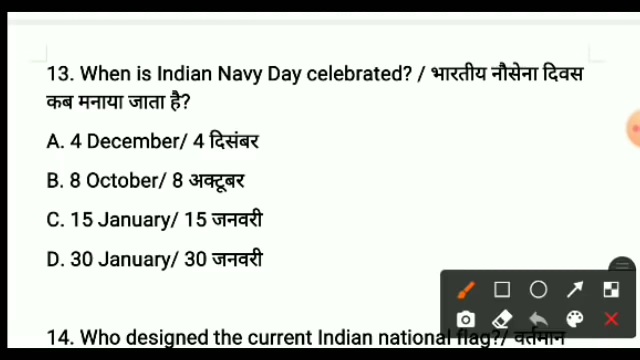 13. When is Indian Navy Day celebrated? / भारतीय नौसेना दिवस
कब मनाया जाता है?
A. 4 December/ 4 दिसंबर
B. 8 October/ 8 अक्टूबर
C. 15 January/ 15 जनवरी
D. 30 January/ 30 जनवरी
14. Who designed the current Indian national flag?/ वर्तमान